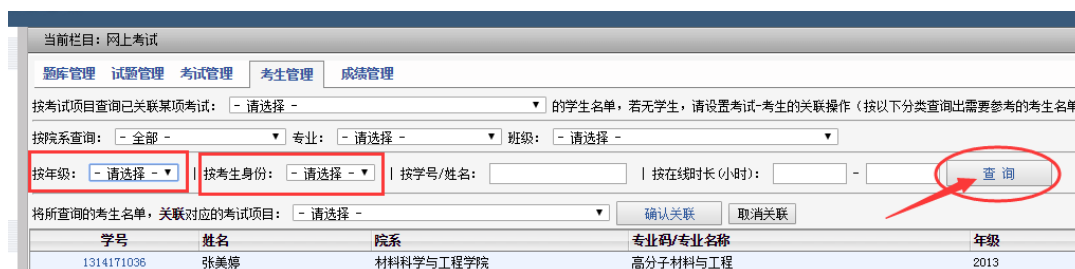 当前栏目：网上考试
题库管理 试题管理 考试管理 考生管理 成绩管理
按考试项目查询已关联某项考试： - 请选择 - 的学生名单，若无学生，请设置考试-考生的关联操作（按以下分类查询出需要参考的考生名单
按院系查询： - 全部 - 专业： - 请选择 - 班级： - 请选择 -
按年级： - 请选择 - | 按考生身份： - 请选择 - | 按学号/姓名： | 按在线时长(小时)： - 查 询
将所查询的考生名单，关联对应的考试项目： - 请选择 - 确认关联 取消关联
学号 姓名 院系 专业码/专业名称 年级
1314171036 张美婷 材料科学与工程学院 高分子材料与工程 2013